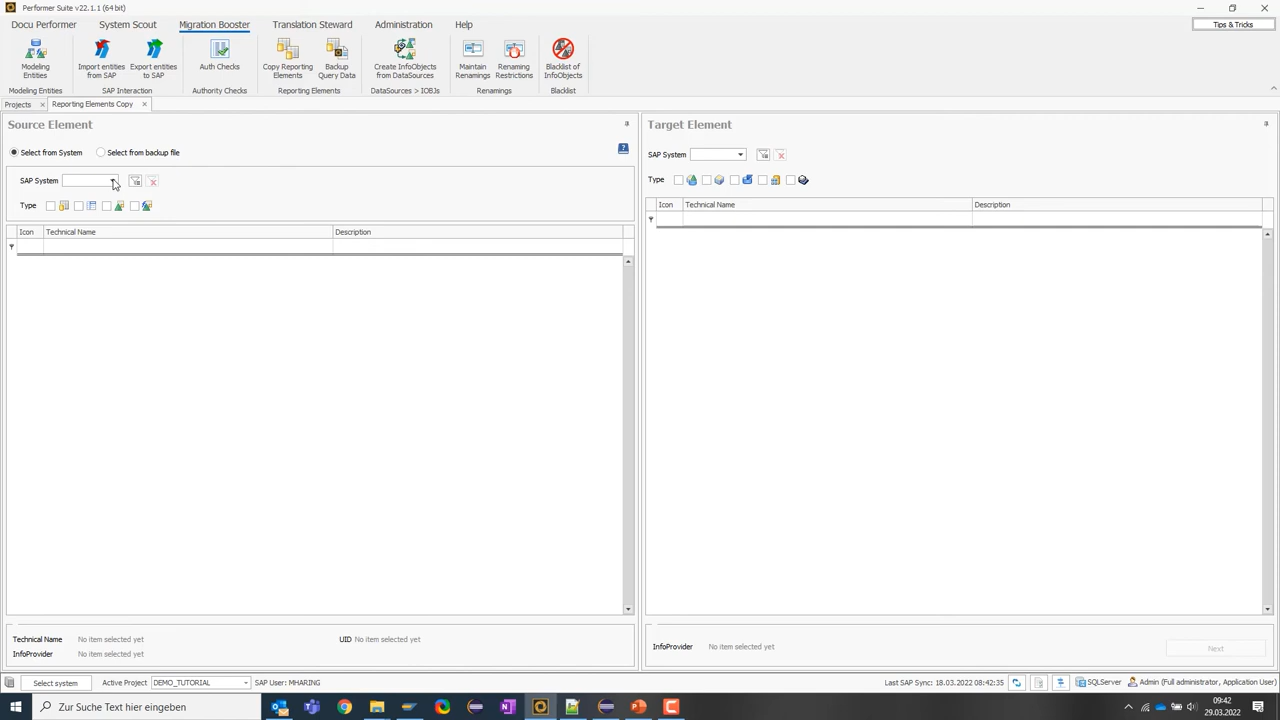 Performer Suite v22.1.1 (64 bit)
Docu Performer System Scout Migration Booster Translation Steward Administration Help Tips & Tricks
Modeling Entities
Import entities from SAP
Export entities to SAP
Auth Checks
Copy Reporting Elements
Backup Query Data
Create InfoObjects from DataSources
Maintain Renamings
Renaming Restrictions
Blacklist of InfoObjects
Modeling Entities SAP Interaction Authority Checks Reporting Elements DataSources > IOBJs Renamings Blacklist
Projects Reporting Elements Copy
Source Element
Select from System Select from backup file
SAP System
Type
Icon Technical Name Description
Technical Name No item selected yet UID No item selected yet
InfoProvider No item selected yet
Target Element
SAP System
Type
Icon Technical Name Description
InfoProvider No item selected yet Next
Select system Active Project DEMO_TUTORIAL SAP User: MHARING Last SAP Sync: 18.03.2022 08:42:35 SQLServer Admin (Full administrator, Application User)
Zur Suche Text hier eingeben
09:42
29.03.2022